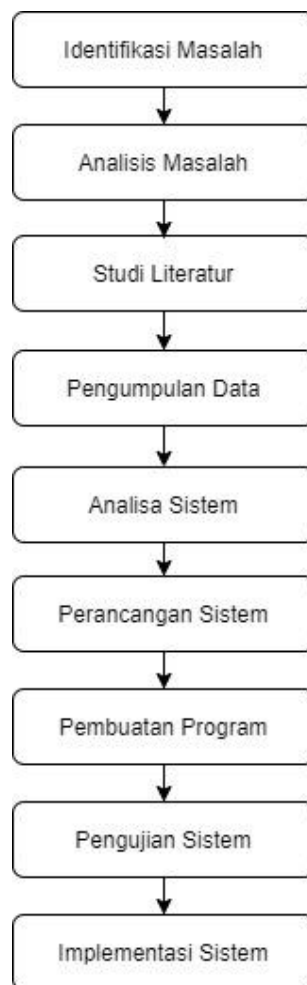 Identifikasi Masalah
Analisis Masalah
Studi Literatur
Pengumpulan Data
Analisa Sistem
Perancangan Sistem
Pembuatan Program
Pengujian Sistem
Implementasi Sistem